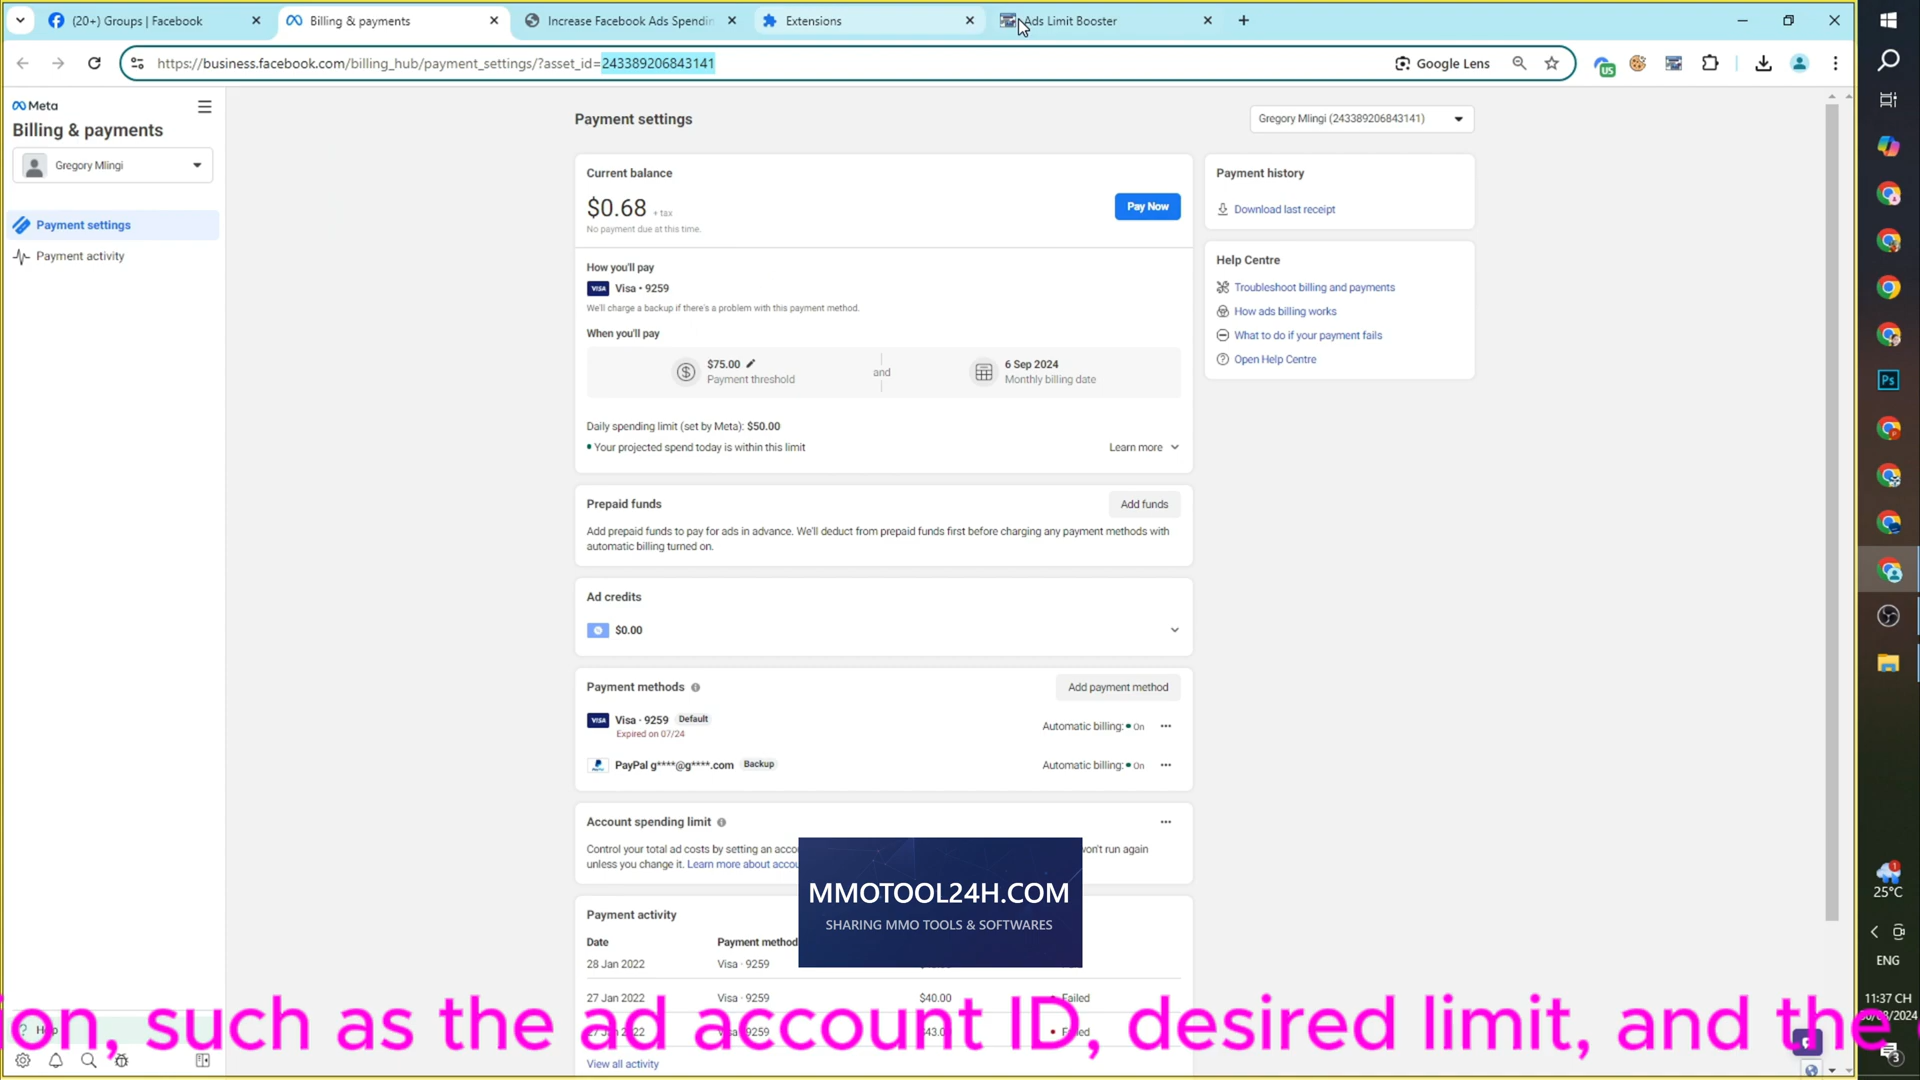 (20+) Groups | Facebook
Billing & payments
Increase Facebook Ads Spendin
Extensions
Ads Limit Booster
https://business.facebook.com/billing_hub/payment_settings/?asset_id=243389206843141
Google Lens
US
Meta
Billing & payments
Gregory Mlingi
Payment settings
Payment activity
Payment settings
Gregory Mlingi (243389206843141)
Current balance
$0.68 + tax
No payment due at this time.
Pay Now
How you'll pay
VISA Visa • 9259
We'll charge a backup if there's a problem with this payment method.
When you'll pay
$75.00
Payment threshold
and
6 Sep 2024
Monthly billing date
Daily spending limit (set by Meta): $50.00
Your projected spend today is within this limit
Learn more
Payment history
Download last receipt
Help Centre
Troubleshoot billing and payments
How ads billing works
What to do if your payment fails
Open Help Centre
Prepaid funds
Add funds
Add prepaid funds to pay for ads in advance. We'll deduct from prepaid funds first before charging any payment methods with
automatic billing turned on.
Ad credits
$0.00
Payment methods
Add payment method
VISA Visa · 9259 Default
Expired on 07/24
Automatic billing: On
PayPal g****@g****.com Backup
Automatic billing: On
Account spending limit
Control your total ad costs by setting an acco
won't run again
unless you change it. Learn more about accou
MMOTOOL24H.COM
SHARING MMO TOOLS & SOFTWARES
Payment activity
Date
Payment method
28 Jan 2022
Visa · 9259
27 Jan 2022
Visa · 9259
$40.00
Failed
Visa · 9259
$43.0
View all activity
ion, such as the ad account ID, desired limit, and the
Ps
1
25°C
ENG
11:37 CH
3